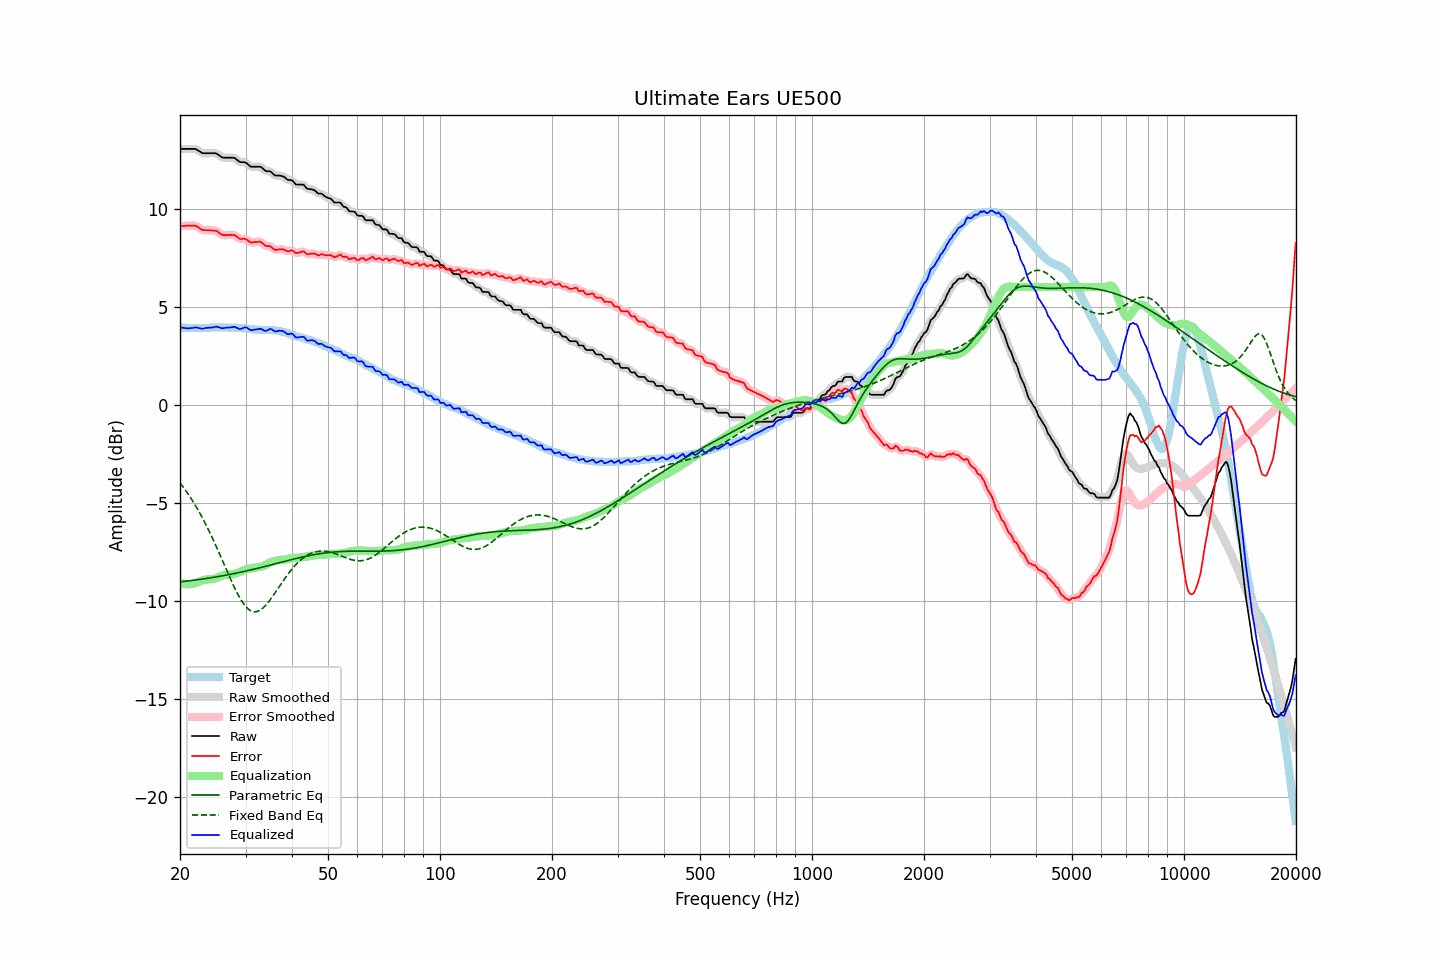 Ultimate Ears UE500
Amplitude (dBr)
10
5
0
−5
−10
−15
−20
Target
Raw Smoothed
Error Smoothed
Raw
Error
Equalization
Parametric Eq
Fixed Band Eq
Equalized
20 50 100 200 500 1000 2000 5000 10000 20000
Frequency (Hz)